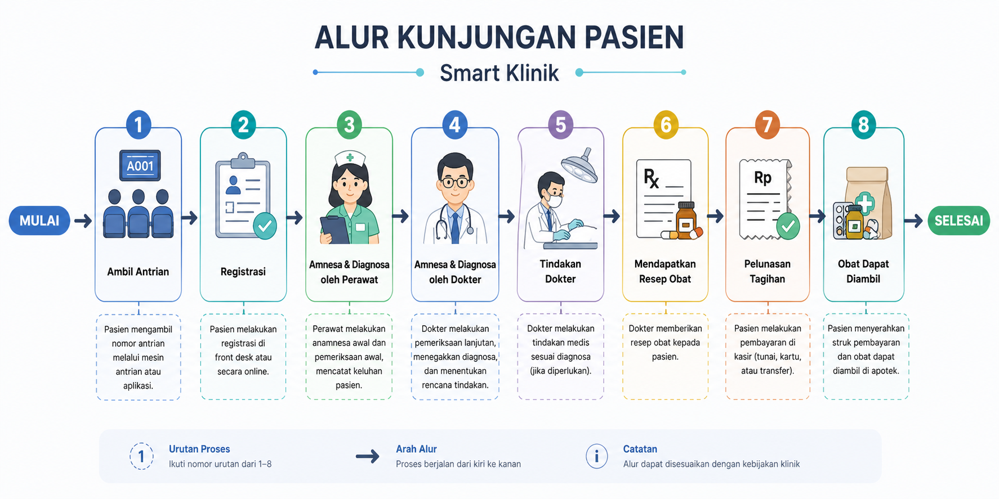 ALUR KUNJUNGAN PASIEN
Smart Klinik
MULAI
1
A001
Ambil Antrian
Pasien mengambil
nomor antrian
melalui mesin
antrian atau
aplikasi.
2
Registrasi
Pasien melakukan
registrasi di
front desk atau
secara online.
3
Amnesa & Diagnosa
oleh Perawat
Perawat melakukan
anamnesa awal dan
pemeriksaan awal,
mencatat keluhan
pasien.
4
Amnesa & Diagnosa
oleh Dokter
Dokter melakukan
pemeriksaan lanjutan,
menegakkan diagnosa,
dan menentukan
rencana tindakan.
5
Tindakan
Dokter
Dokter melakukan
tindakan medis
sesuai diagnosa
(jika diperlukan).
6
Rx
Mendapatkan
Resep Obat
Dokter memberikan
resep obat kepada
pasien.
7
Rp
Pelunasan
Tagihan
Pasien melakukan
pembayaran di
kasir (tunai, kartu,
atau transfer).
8
Obat Dapat
Diambil
Pasien menyerahkan
struk pembayaran
dan obat dapat
diambil di apotek.
SELESAI
1
Urutan Proses
Ikuti nomor urutan dari 1–8
Arah Alur
Proses berjalan dari kiri ke kanan
i
Catatan
Alur dapat disesuaikan dengan kebijakan klinik